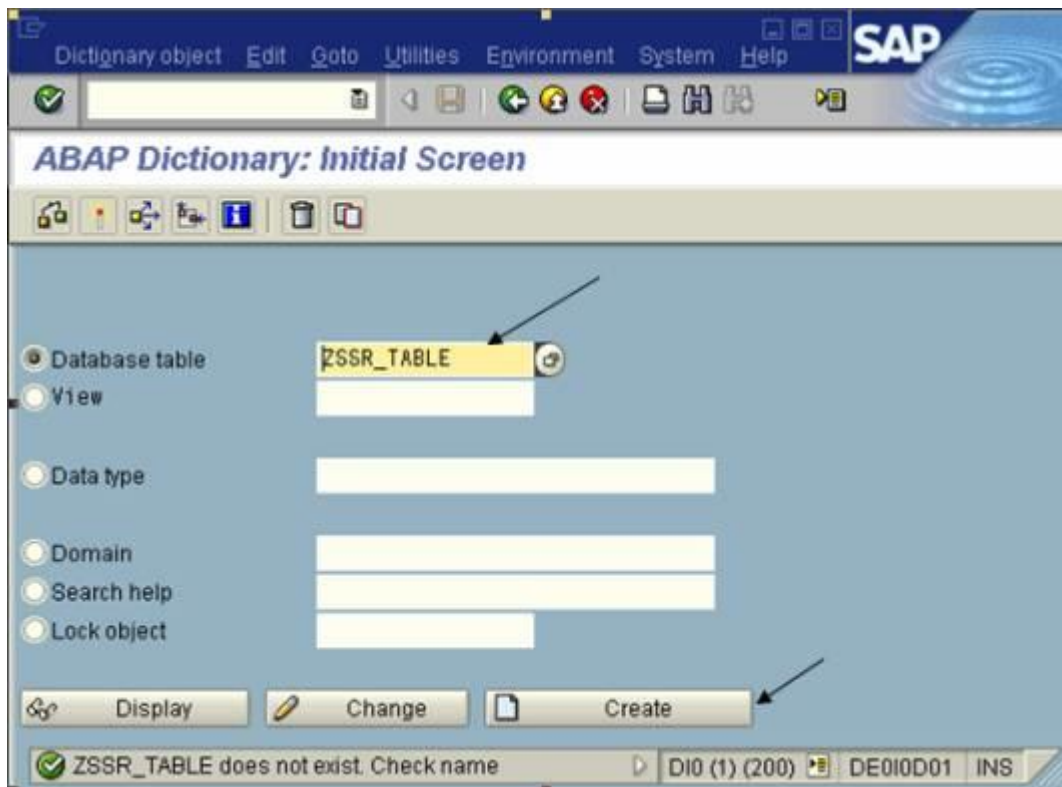 Dictionary object Edit Goto Utilities Environment System Help
SAP
ABAP Dictionary: Initial Screen
Database table ZSSR_TABLE
View
Data type
Domain
Search help
Lock object
Display Change Create
ZSSR_TABLE does not exist. Check name DI0 (1) (200) DE0I0D01 INS